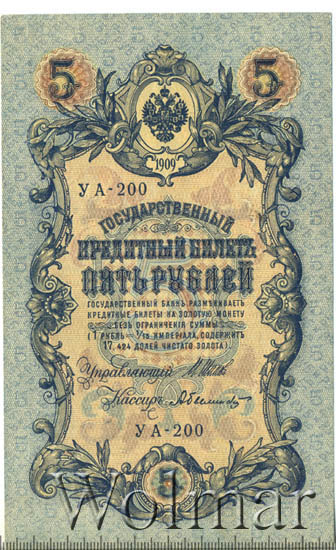 5 5
1909
УА-200
ГОСУДАРСТВЕННЫЙ
КРЕДИТНЫЙ БИЛЕТЪ
ПЯТЬ РУБЛЕЙ
ГОСУДАРСТВЕННЫЙ БАНКЪ РАЗМѢНИВАЕТЪ
КРЕДИТНЫЕ БИЛЕТЫ НА ЗОЛОТУЮ МОНЕТУ
БЕЗЪ ОГРАНИЧЕНІЯ СУММЫ
(1 РУБЛЬ = 1/15 ИМПЕРІАЛА, СОДЕРЖИТЪ
17,424 ДОЛЕЙ ЧИСТАГО ЗОЛОТА).
Управляющій
Кассиръ
УА-200
5
Wolmar